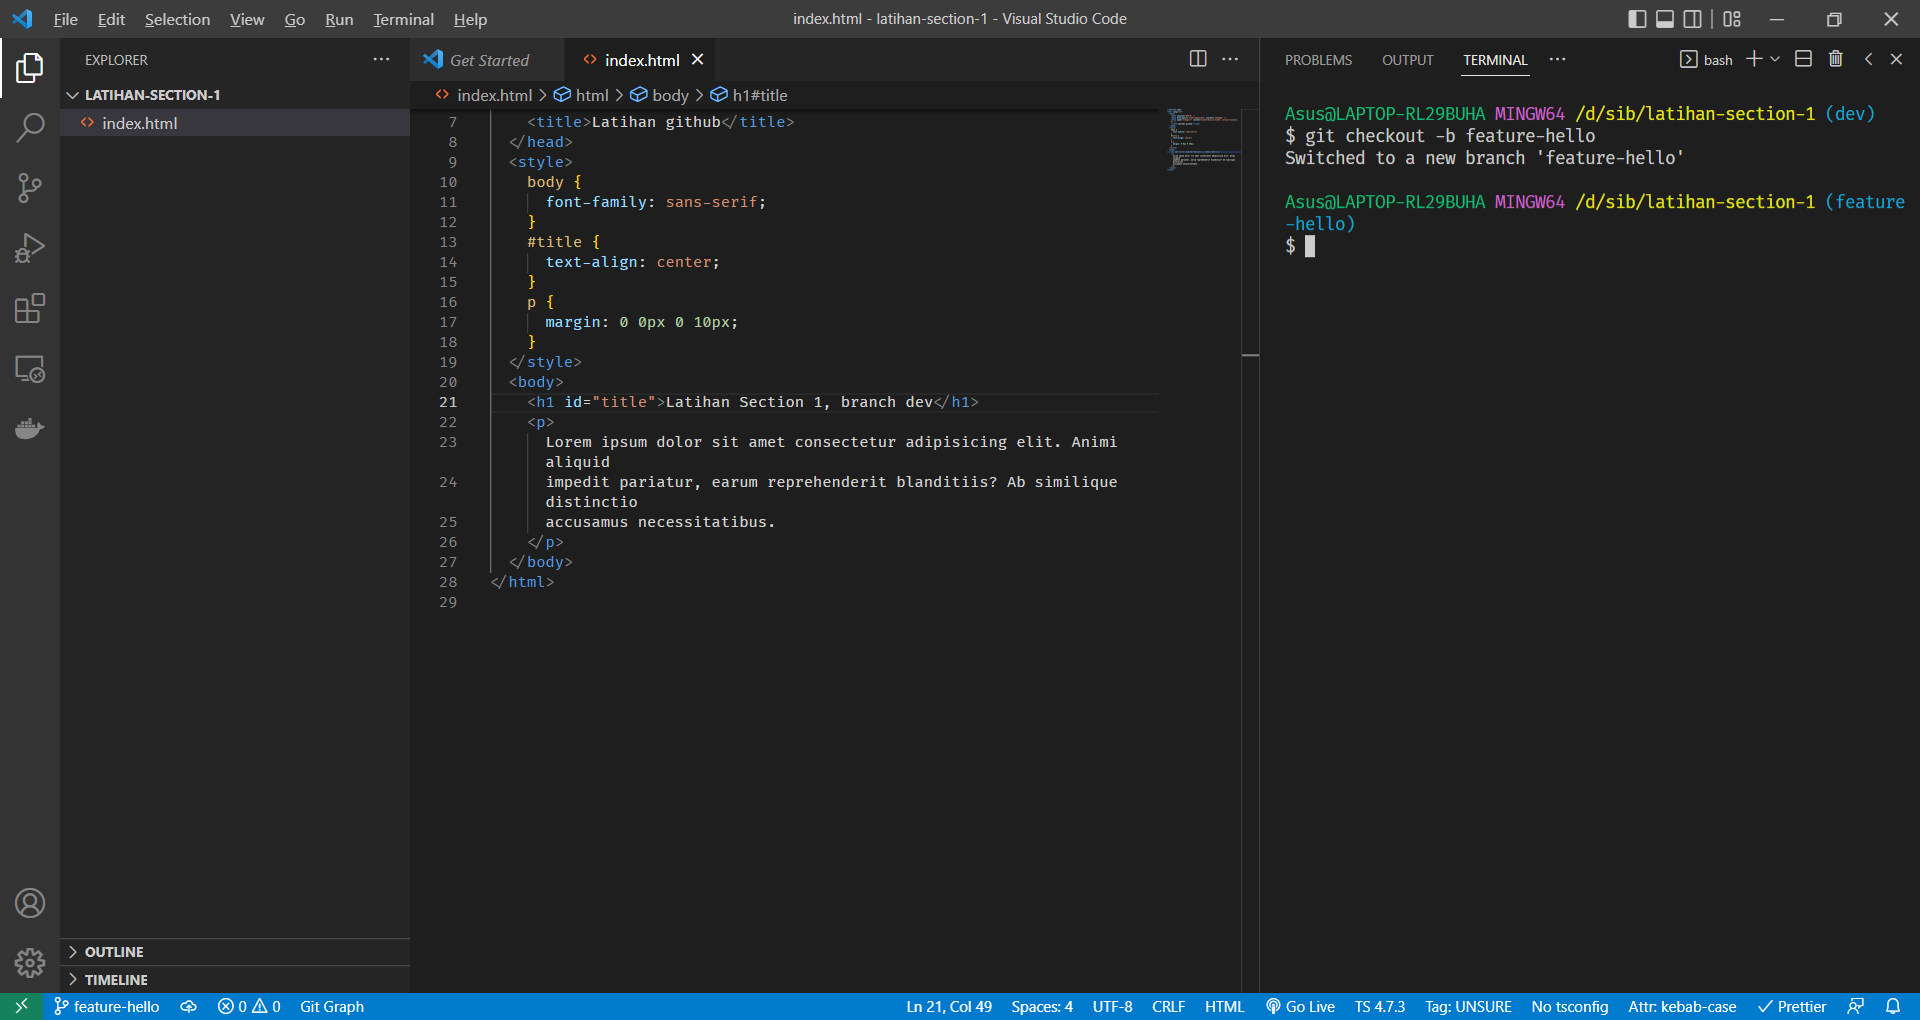 File Edit Selection View Go Run Terminal Help
index.html - latihan-section-1 - Visual Studio Code
EXPLORER
LATIHAN-SECTION-1
index.html
OUTLINE
TIMELINE
Get Started
index.html
index.html > html > body > h1#title
7 <title>Latihan github</title>
8 </head>
9 <style>
10 body {
11 font-family: sans-serif;
12 }
13 #title {
14 text-align: center;
15 }
16 p {
17 margin: 0 0px 0 10px;
18 }
19 </style>
20 <body>
21 <h1 id="title">Latihan Section 1, branch dev</h1>
22 <p>
23 Lorem ipsum dolor sit amet consectetur adipisicing elit. Animi
aliquid
24 impedit pariatur, earum reprehenderit blanditiis? Ab similique
distinctio
25 accusamus necessitatibus.
26 </p>
27 </body>
28 </html>
29
PROBLEMS OUTPUT TERMINAL
bash
Asus@LAPTOP-RL29BUHA MINGW64 /d/sib/latihan-section-1 (dev)
$ git checkout -b feature-hello
Switched to a new branch 'feature-hello'
Asus@LAPTOP-RL29BUHA MINGW64 /d/sib/latihan-section-1 (feature
-hello)
$
feature-hello 0 0 Git Graph
Ln 21, Col 49 Spaces: 4 UTF-8 CRLF HTML Go Live TS 4.7.3 Tag: UNSURE No tsconfig Attr: kebab-case Prettier